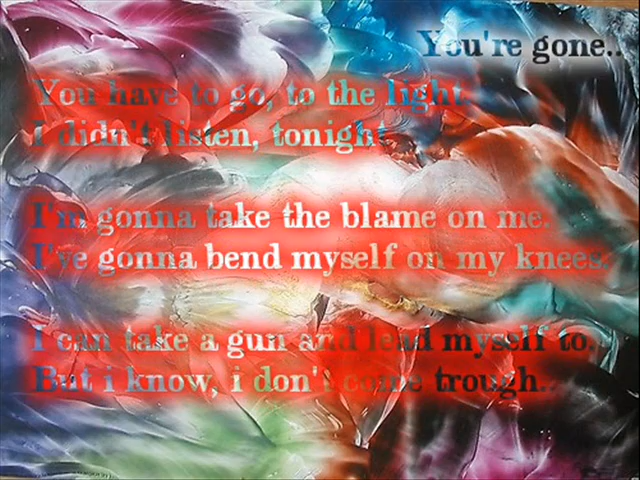 You're gone..
You have to go, to the light.
I didn't listen, tonight.
I'm gonna take the blame on me.
I've gonna bend myself on my knees.
I can take a gun and lead myself to..
But i know, i don't come trough..